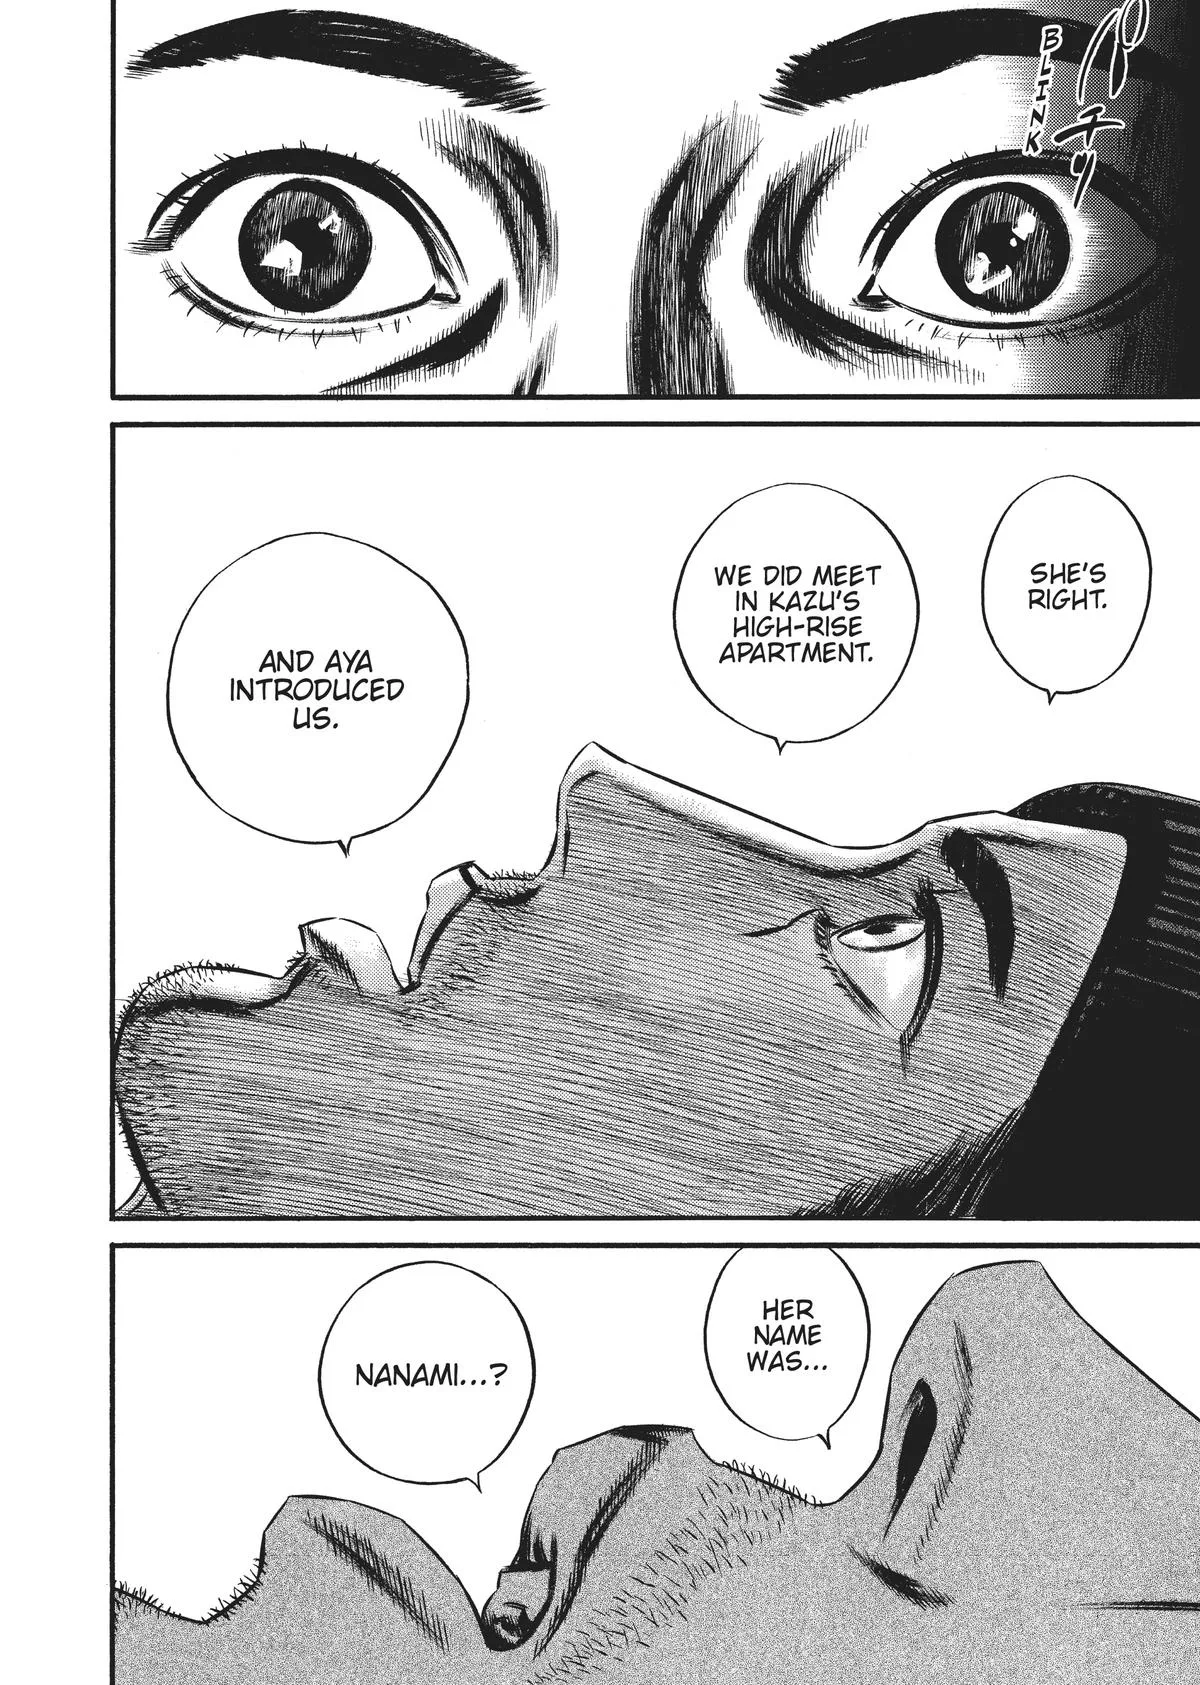 パチッ
BLINK
SHE'S
RIGHT.
WE DID MEET
IN KAZU'S
HIGH-RISE
APARTMENT.
AND AYA
INTRODUCED
US.
HER
NAME
WAS...
NANAMI...?